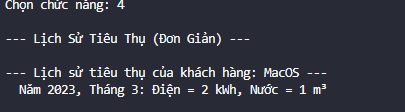 Chọn chức năng: 4
--- Lịch Sử Tiêu Thụ (Đơn Giản) ---
--- Lịch sử tiêu thụ của khách hàng: MacOS ---
Năm 2023, Tháng 3: Điện = 2 kWh, Nước = 1 m³